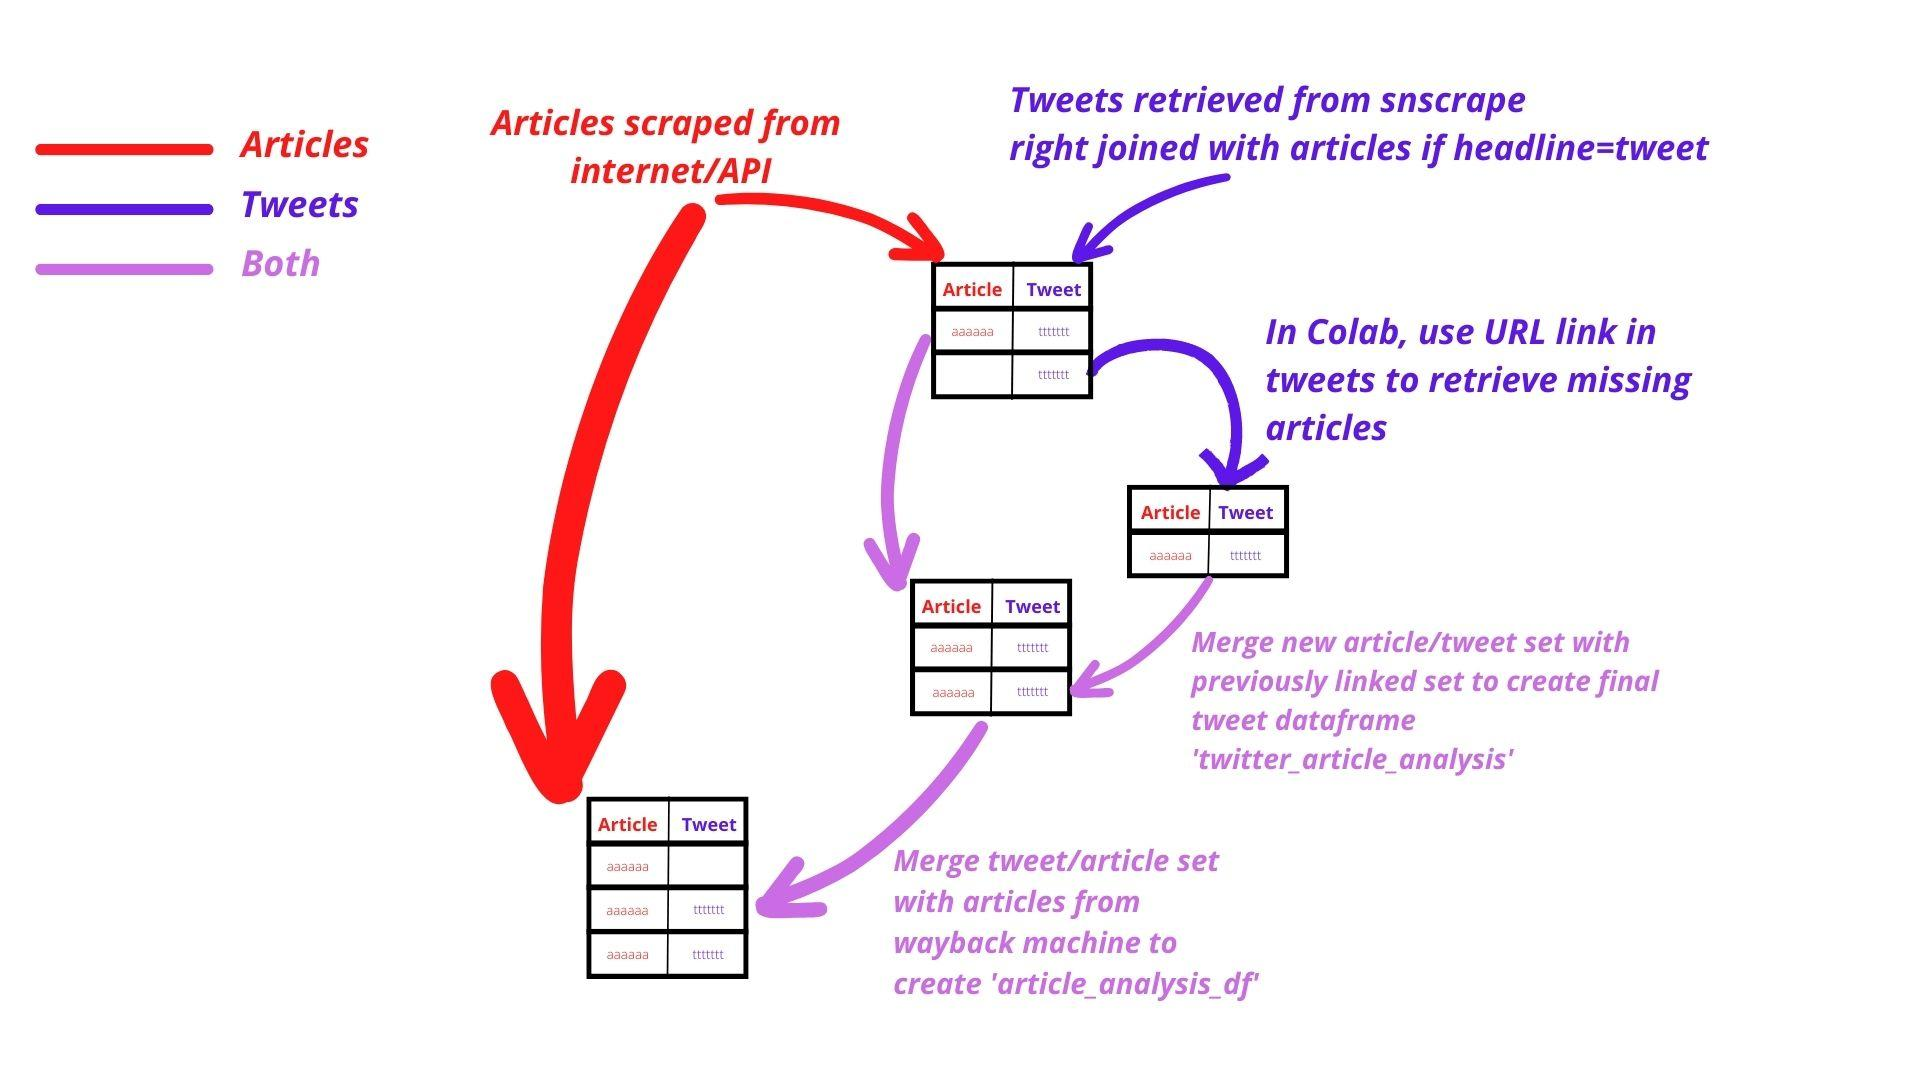 Articles
Tweets
Both
Articles scraped from
internet/API
Tweets retrieved from snscrape
right joined with articles if headline=tweet
Article Tweet
aaaaaa ttttttt
ttttttt
In Colab, use URL link in
tweets to retrieve missing
articles
Article Tweet
aaaaaa ttttttt
Article Tweet
aaaaaa ttttttt
aaaaaa ttttttt
Merge new article/tweet set with
previously linked set to create final
tweet dataframe
'twitter_article_analysis'
Article Tweet
aaaaaa
aaaaaa ttttttt
aaaaaa ttttttt
Merge tweet/article set
with articles from
wayback machine to
create 'article_analysis_df'